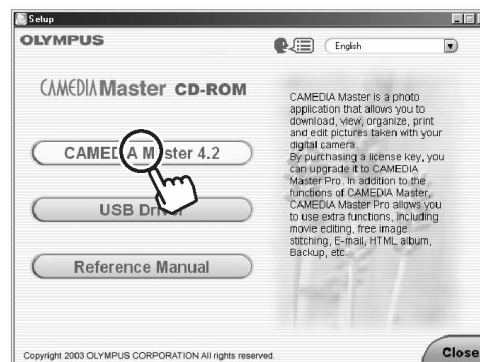 Setup
OLYMPUS
English
CAMEDIA Master CD-ROM
CAMEDIA Master 4.2
USB Driver
Reference Manual
CAMEDIA Master is a photo
application that allows you to
download, view, organize, print
and edit pictures taken with your
digital camera.
By purchasing a license key, you
can upgrade it to CAMEDIA
Master Pro. In addition to the
functions of CAMEDIA Master,
CAMEDIA Master Pro allows you
to use extra functions, including
movie editing, free image
stitching, E-mail, HTML album,
Backup, etc.
Copyright 2003 OLYMPUS CORPORATION All rights reserved.
Close